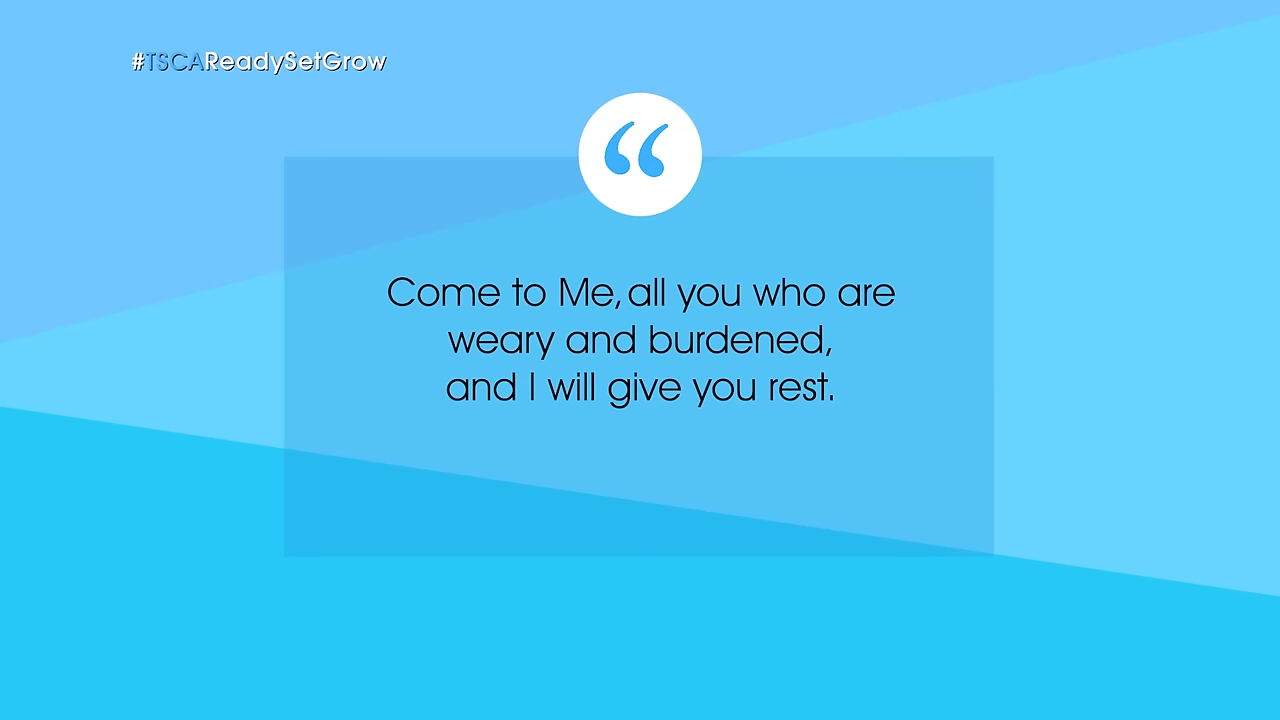 #TSCAReadySetGrow
“
Come to Me, all you who are
weary and burdened,
and I will give you rest.